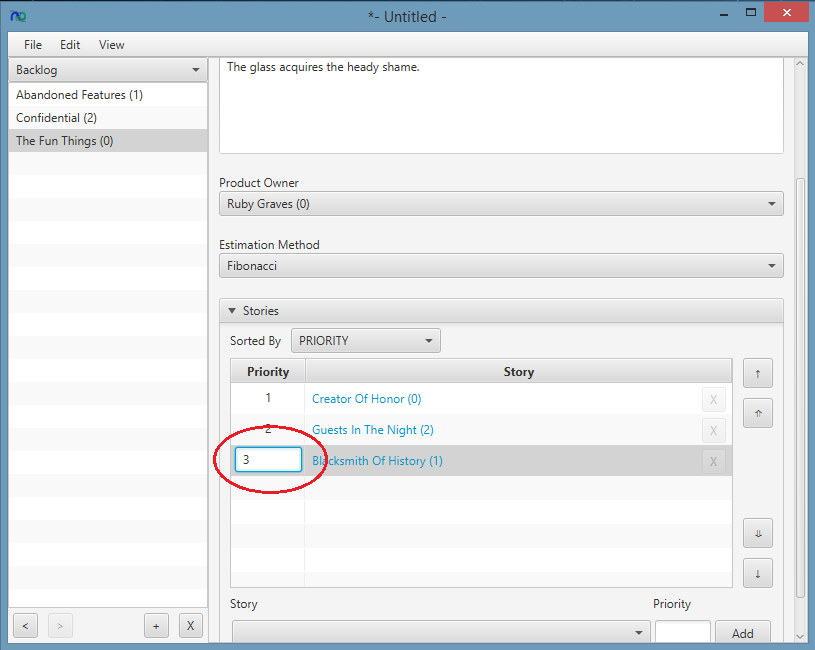 *- Untitled -
File Edit View
Backlog
Abandoned Features (1)
Confidential (2)
The Fun Things (0)
< > + X
The glass acquires the heady shame.
Product Owner
Ruby Graves (0)
Estimation Method
Fibonacci
Stories
Sorted By PRIORITY
Priority Story
1 Creator Of Honor (0) X
2 Guests In The Night (2) X
3 Blacksmith Of History (1) X
Story Priority
Add